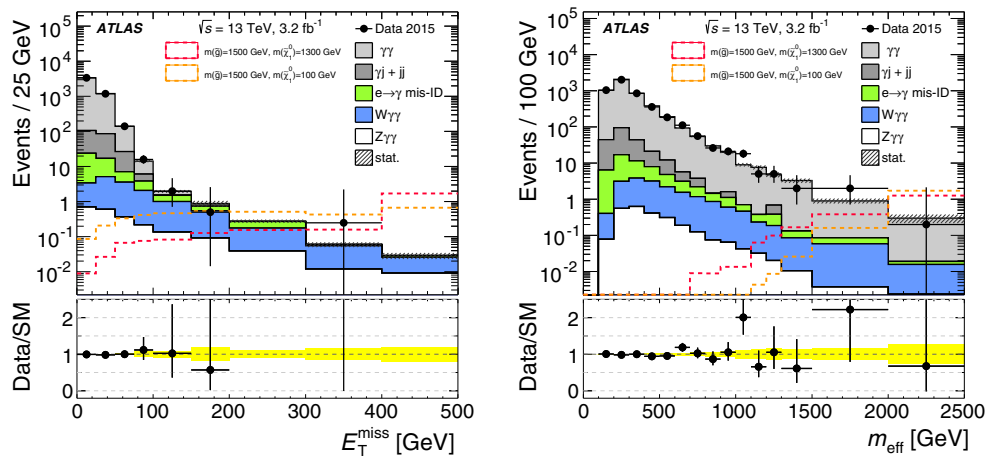 ATLAS
√s = 13 TeV, 3.2 fb⁻¹
m(g̃)=1500 GeV, m(χ̃₁⁰)=1300 GeV
m(g̃)=1500 GeV, m(χ̃₁⁰)=100 GeV
Data 2015
γγ
γj + jj
e→γ mis-ID
Wγγ
Zγγ
stat.
Events / 25 GeV
10⁵
10⁴
10³
10²
10
1
10⁻¹
10⁻²
Data/SM
2
1
0
0 100 200 300 400 500
E_T^miss [GeV]
ATLAS
√s = 13 TeV, 3.2 fb⁻¹
m(g̃)=1500 GeV, m(χ̃₁⁰)=1300 GeV
m(g̃)=1500 GeV, m(χ̃₁⁰)=100 GeV
Data 2015
γγ
γj + jj
e→γ mis-ID
Wγγ
Zγγ
stat.
Events / 100 GeV
10⁵
10⁴
10³
10²
10
1
10⁻¹
10⁻²
Data/SM
2
1
0
0 500 1000 1500 2000 2500
m_eff [GeV]